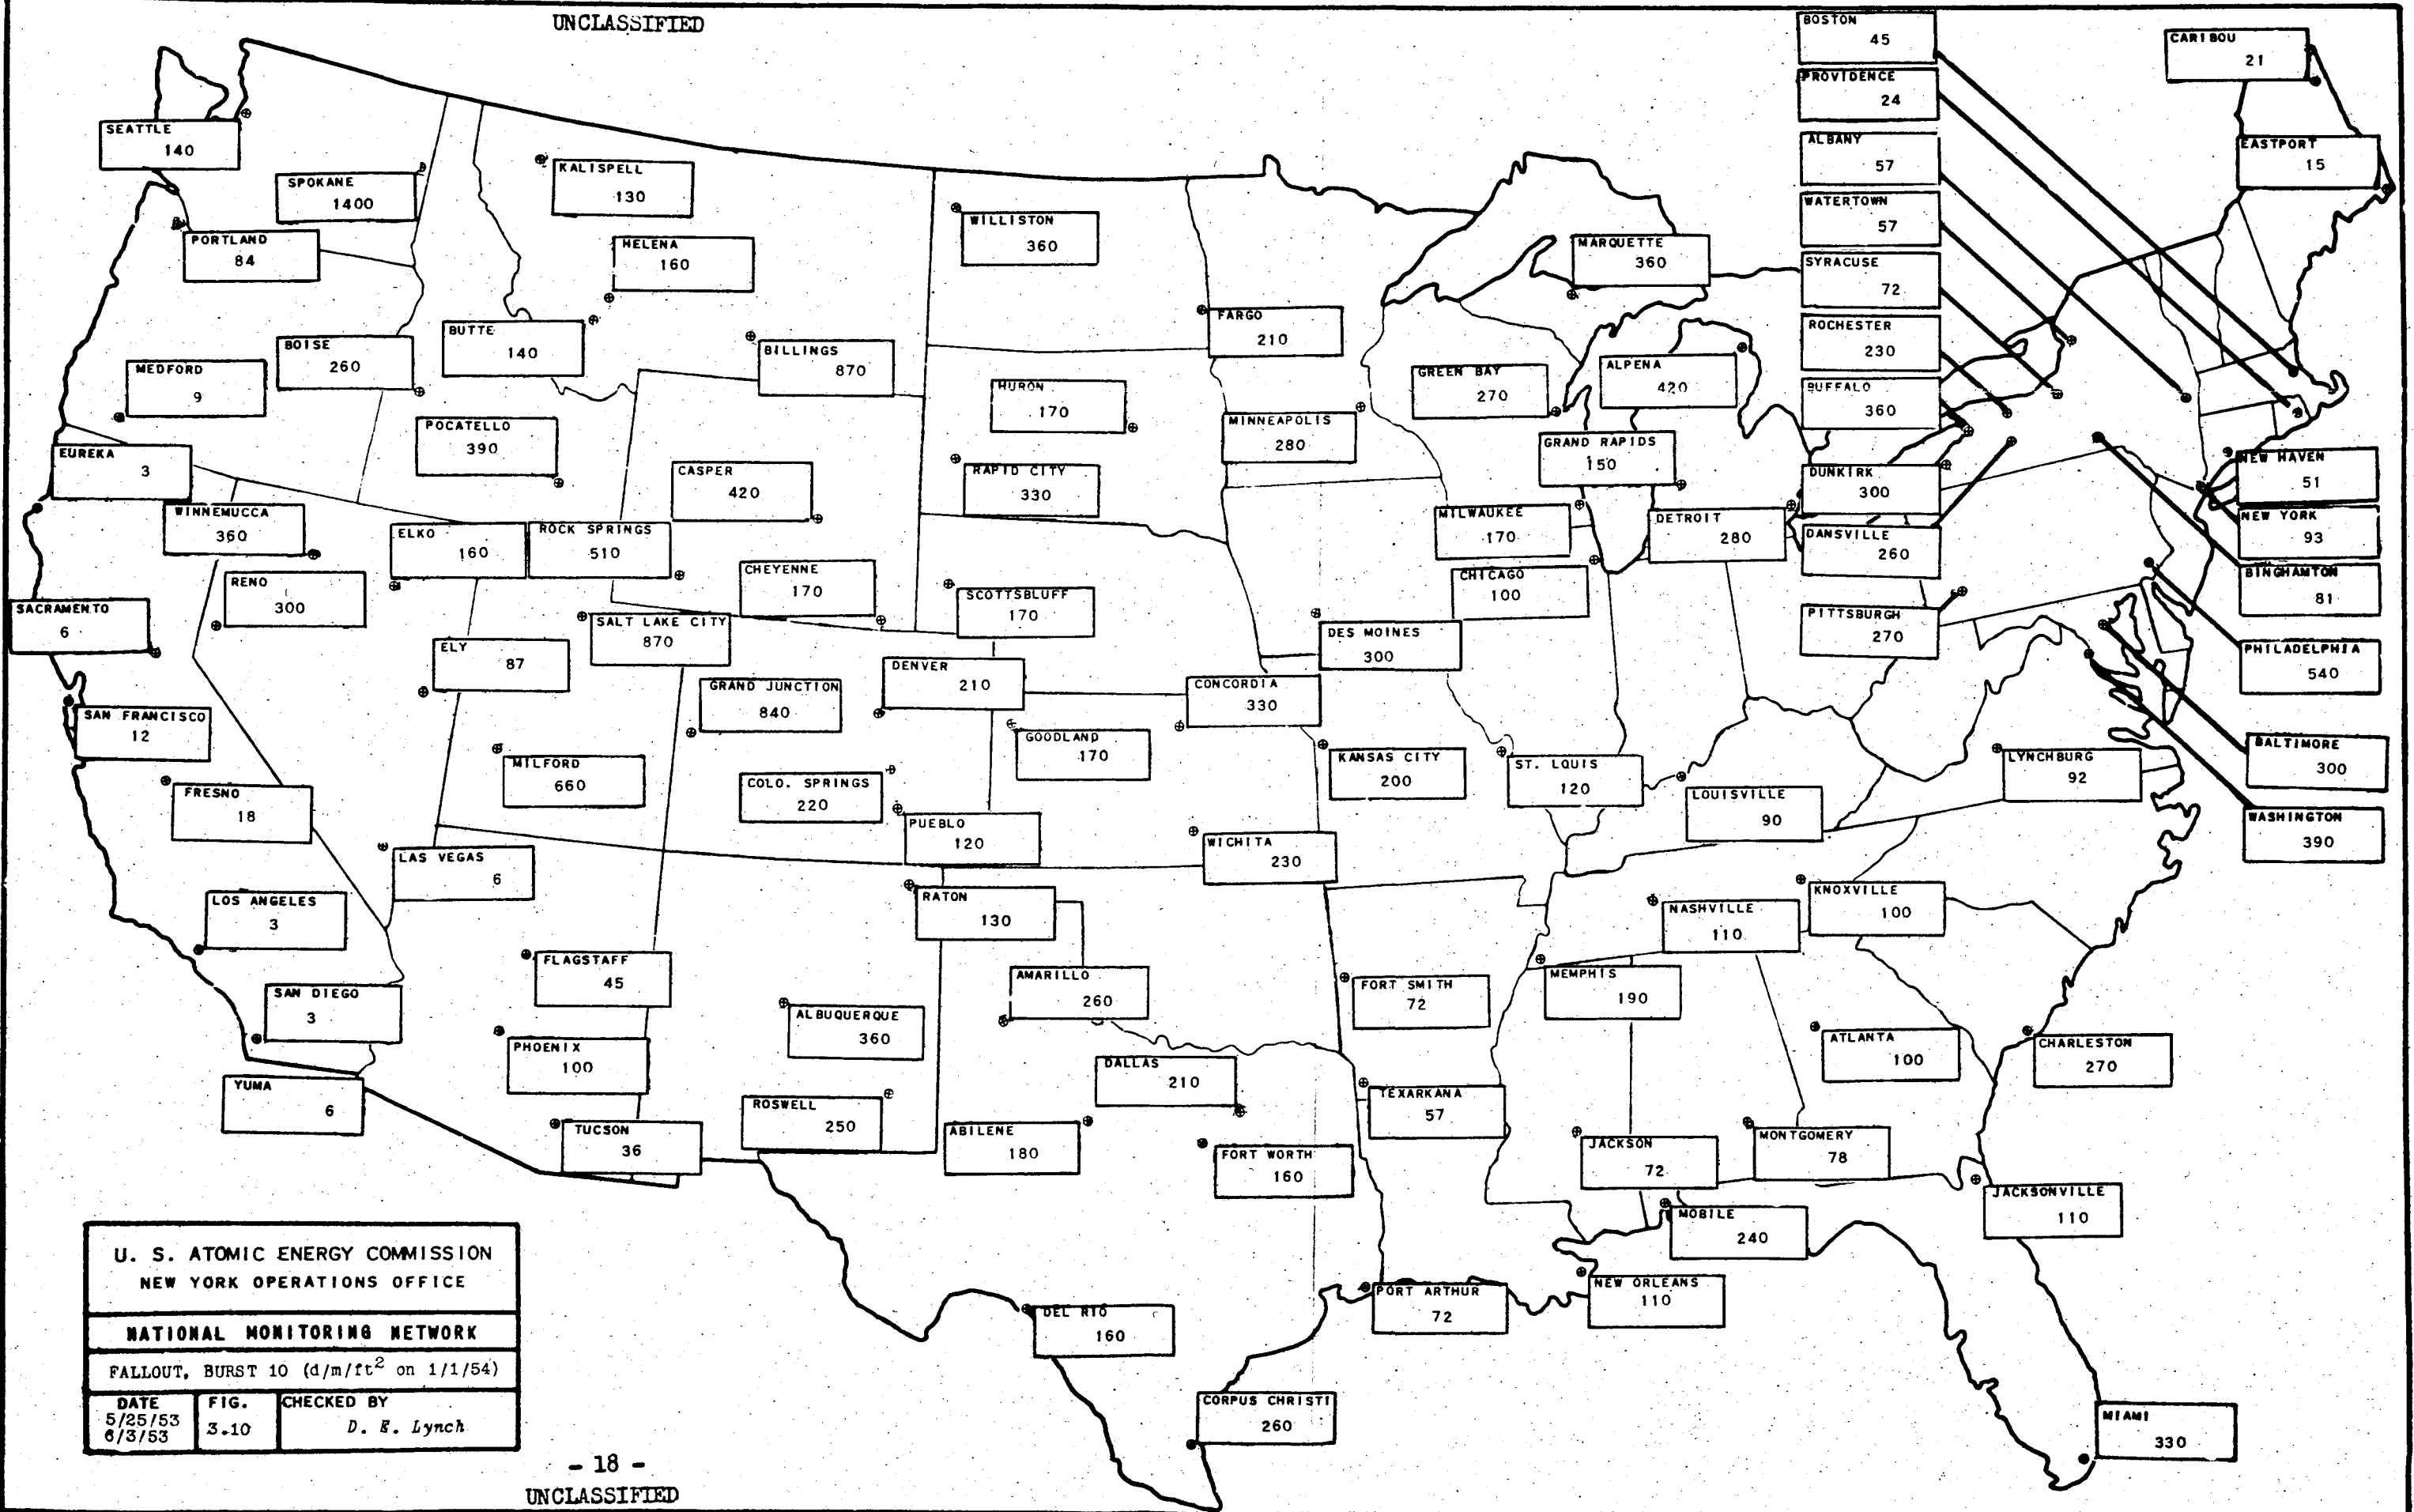 UNCLASSIFIED
BOSTON
45
PROVIDENCE
24
ALBANY
57
WATERTOWN
57
SYRACUSE
72
ROCHESTER
230
BUFFALO
360
DUNKIRK
300
DANSVILLE
260
PITTSBURGH
270
CARIBOU
21
EASTPORT
15
NEW HAVEN
51
NEW YORK
93
BINGHAMTON
81
PHILADELPHIA
540
BALTIMORE
300
WASHINGTON
390
SEATTLE
140
SPOKANE
1400
PORTLAND
84
KALISPELL
130
HELENA
160
BUTTE
140
BOISE
260
MEDFORD
9
BILLINGS
870
WILLISTON
360
FARGO
210
MARQUETTE
360
GREEN BAY
270
ALPENA
420
HURON
170
MINNEAPOLIS
280
GRAND RAPIDS
150
EUREKA
3
POCATELLO
390
CASPER
420
RAPID CITY
330
WINNEMUCCA
360
ELKO
160
ROCK SPRINGS
510
MILWAUKEE
170
DETROIT
280
RENO
300
CHEYENNE
170
SCOTTSBLUFF
170
CHICAGO
100
SACRAMENTO
6
ELY
87
SALT LAKE CITY
870
DES MOINES
300
DENVER
210
GRAND JUNCTION
840
CONCORDIA
330
SAN FRANCISCO
12
GOODLAND
170
MILFORD
660
COLO. SPRINGS
220
KANSAS CITY
200
ST. LOUIS
120
LOUISVILLE
90
LYNCHBURG
92
FRESNO
18
PUEBLO
120
WICHITA
230
LAS VEGAS
6
LOS ANGELES
3
RATON
130
NASHVILLE
110
KNOXVILLE
100
FLAGSTAFF
45
AMARILLO
260
FORT SMITH
72
MEMPHIS
190
SAN DIEGO
3
ALBUQUERQUE
360
PHOENIX
100
ATLANTA
100
CHARLESTON
270
YUMA
6
DALLAS
210
TEXARKANA
57
ROSWELL
250
TUCSON
36
ABILENE
180
FORT WORTH
160
JACKSON
72
MONTGOMERY
78
JACKSONVILLE
110
MOBILE
240
NEW ORLEANS
110
PORT ARTHUR
72
DEL RIO
160
CORPUS CHRISTI
260
MIAMI
330
U. S. ATOMIC ENERGY COMMISSION
NEW YORK OPERATIONS OFFICE
NATIONAL MONITORING NETWORK
FALLOUT, BURST 10 (d/m/ft² on 1/1/54)
DATE
5/25/53
6/3/53
FIG.
3.10
CHECKED BY
D. E. Lynch
- 18 -
UNCLASSIFIED